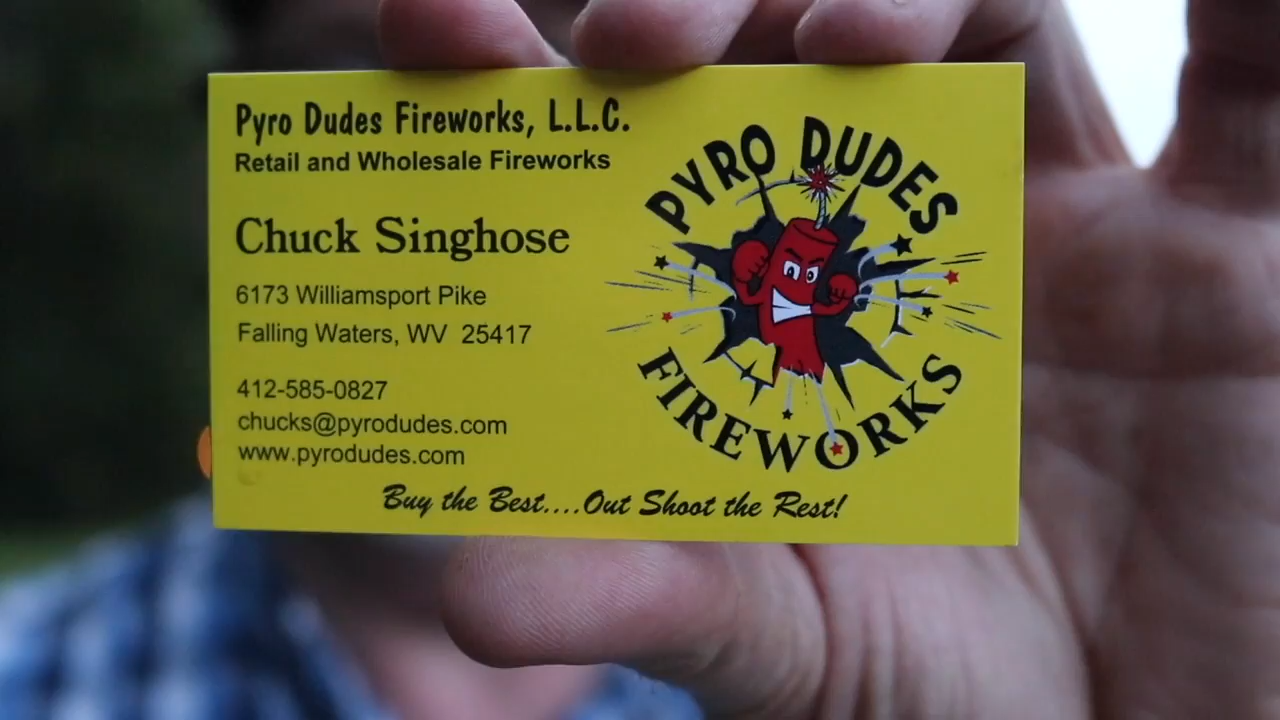 Pyro Dudes Fireworks, L.L.C.
Retail and Wholesale Fireworks
Chuck Singhose
6173 Williamsport Pike
Falling Waters, WV 25417
412-585-0827
chucks@pyrodudes.com
www.pyrodudes.com
PYRO DUDES
FIREWORKS
Buy the Best....Out Shoot the Rest!